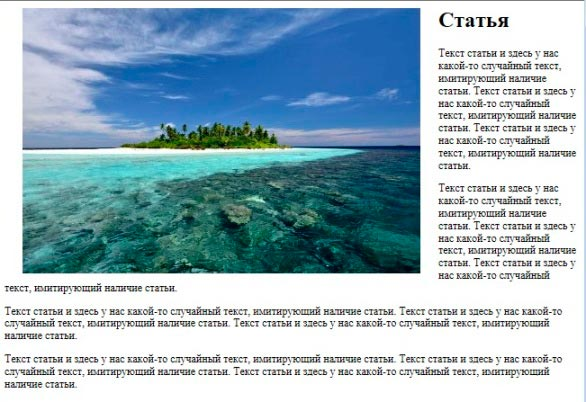 Статья
Текст статьи и здесь у нас
какой-то случайный текст,
имитирующий наличие
статьи. Текст статьи и здесь у
нас какой-то случайный
текст, имитирующий наличие
статьи. Текст статьи и здесь у
нас какой-то случайный
текст, имитирующий наличие
статьи.
Текст статьи и здесь у нас
какой-то случайный текст,
имитирующий наличие
статьи. Текст статьи и здесь у
нас какой-то случайный
текст, имитирующий наличие
статьи. Текст статьи и здесь у
нас какой-то случайный
текст, имитирующий наличие статьи.
Текст статьи и здесь у нас какой-то случайный текст, имитирующий наличие статьи. Текст статьи и здесь у нас какой-то
случайный текст, имитирующий наличие статьи. Текст статьи и здесь у нас какой-то случайный текст, имитирующий
наличие статьи.
Текст статьи и здесь у нас какой-то случайный текст, имитирующий наличие статьи. Текст статьи и здесь у нас какой-то
случайный текст, имитирующий наличие статьи. Текст статьи и здесь у нас какой-то случайный текст, имитирующий
наличие статьи.